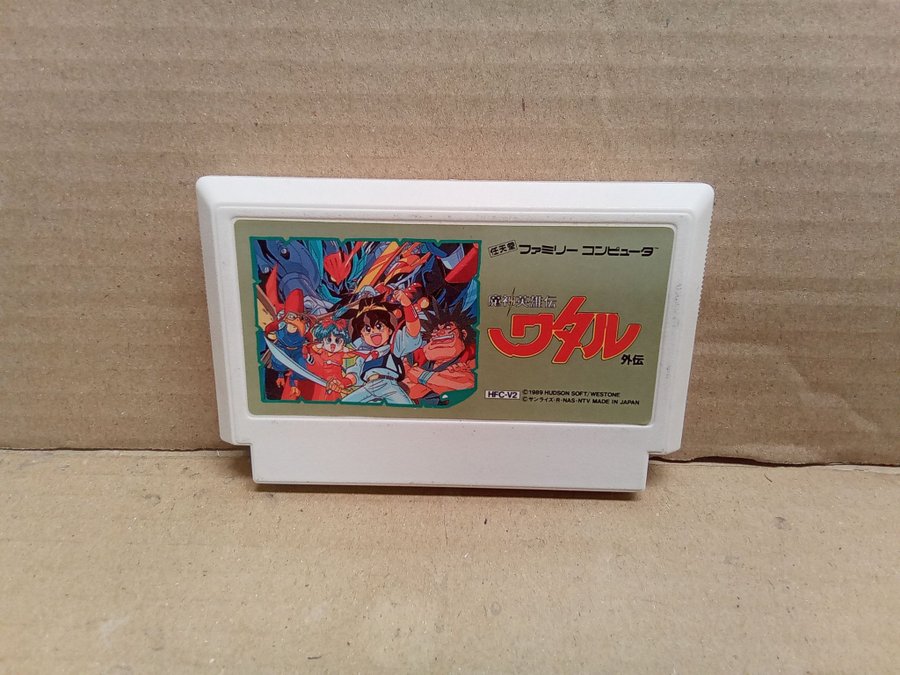 任天堂 ファミリー コンピュータ™
魔神英雄伝
ワタル
外伝
HFC-V2
©1989 HUDSON SOFT/WESTONE
©サンライズ・R・NAS・NTV MADE IN JAPAN